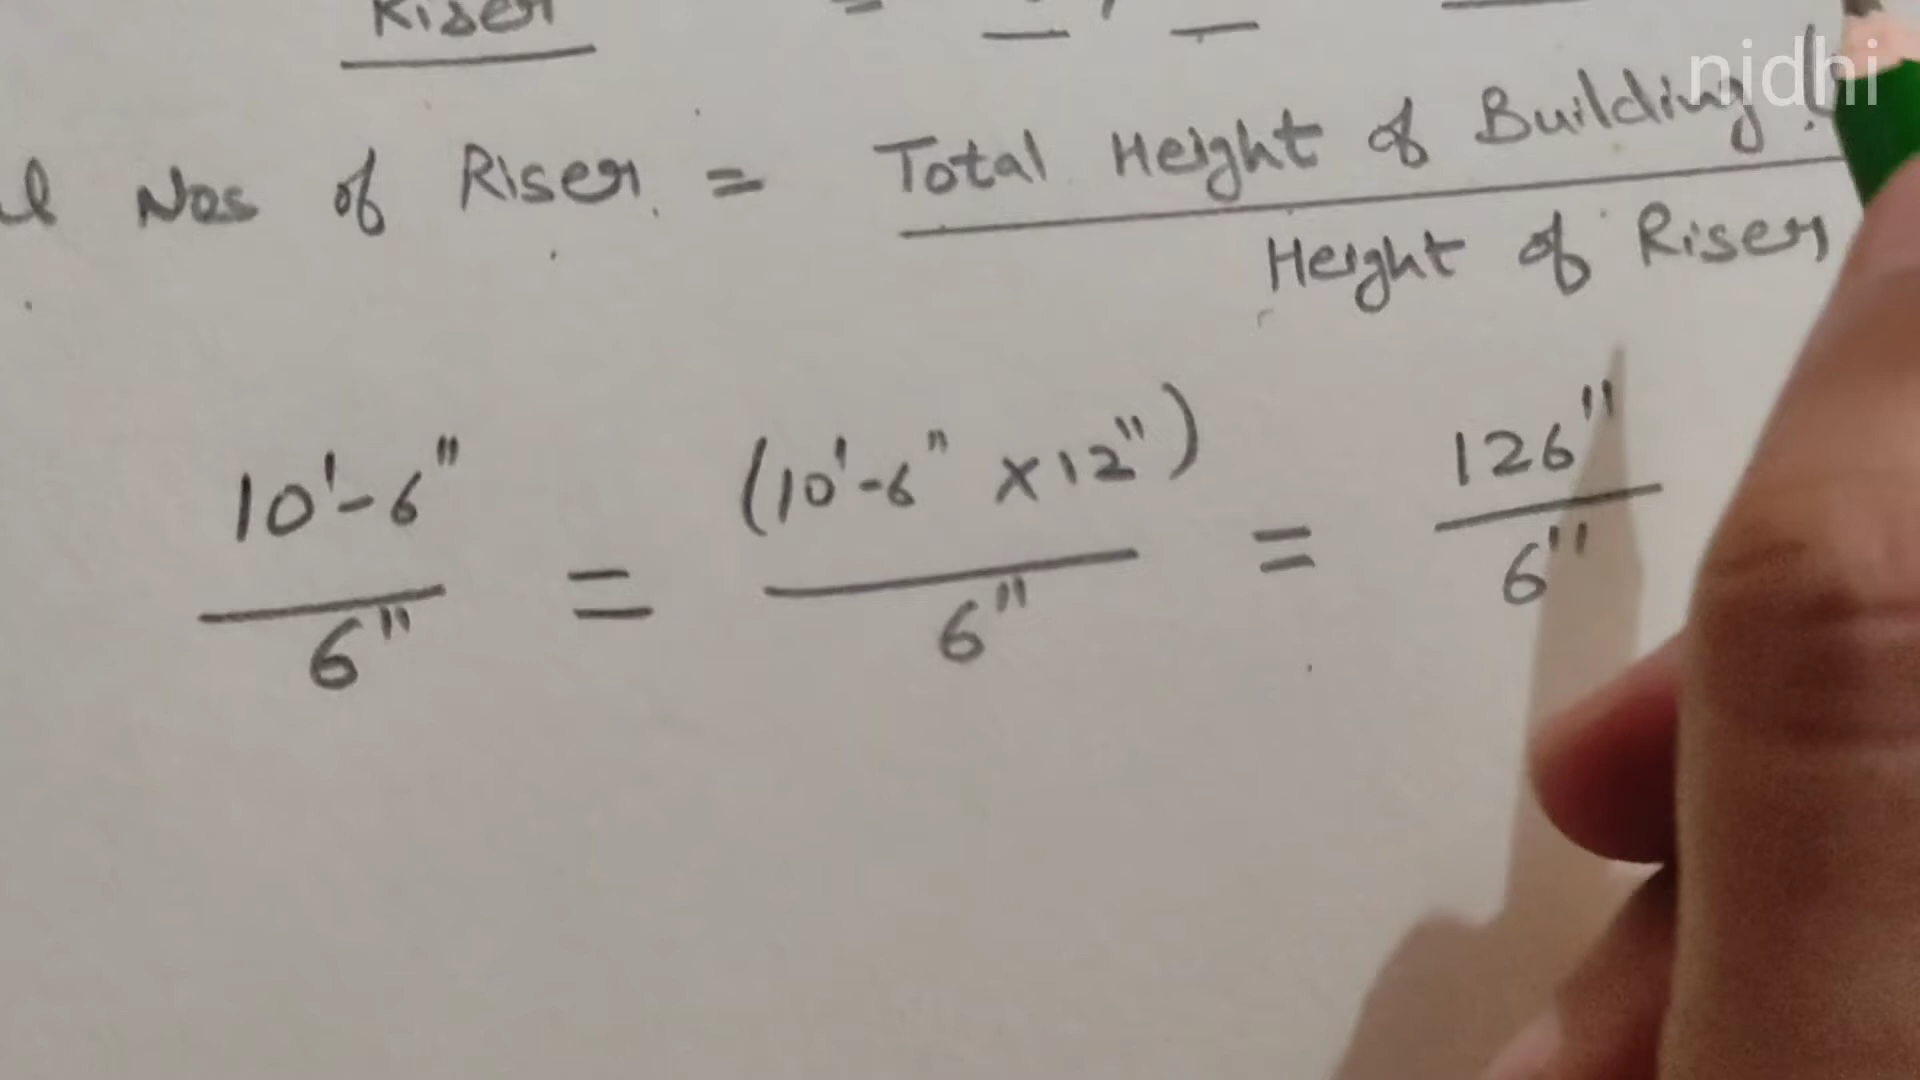 Riser =
Nos of Riser = Total Height of Building (
Height of Riser
10'-6" / 6" = (10'-6" x 12") / 6" = 126" / 6"
nidhi